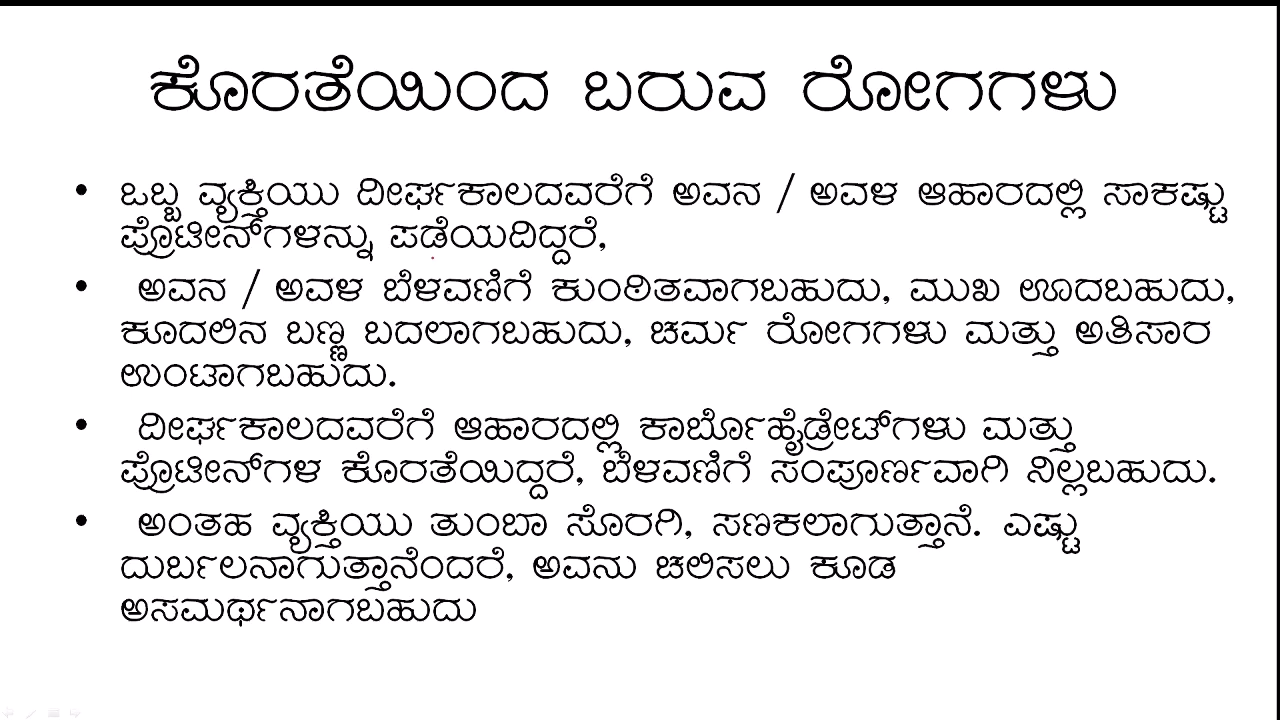 ಕೊರತೆಯಿಂದ ಬರುವ ರೋಗಗಳು
• ಒಬ್ಬ ವ್ಯಕ್ತಿಯು ದೀರ್ಘಕಾಲದವರೆಗೆ ಅವನ / ಅವಳ ಆಹಾರದಲ್ಲಿ ಸಾಕಷ್ಟು
ಪ್ರೊಟೀನ್‌ಗಳನ್ನು ಪಡೆಯದಿದ್ದರೆ,
• ಅವನ / ಅವಳ ಬೆಳವಣಿಗೆ ಕುಂಠಿತವಾಗಬಹುದು, ಮುಖ ಊದಬಹುದು,
ಕೂದಲಿನ ಬಣ್ಣ ಬದಲಾಗಬಹುದು, ಚರ್ಮ ರೋಗಗಳು ಮತ್ತು ಅತಿಸಾರ
ಉಂಟಾಗಬಹುದು.
• ದೀರ್ಘಕಾಲದವರೆಗೆ ಆಹಾರದಲ್ಲಿ ಕಾರ್ಬೊಹೈಡ್ರೇಟ್‌ಗಳು ಮತ್ತು
ಪ್ರೊಟೀನ್‌ಗಳ ಕೊರತೆಯಿದ್ದರೆ, ಬೆಳವಣಿಗೆ ಸಂಪೂರ್ಣವಾಗಿ ನಿಲ್ಲಬಹುದು.
• ಅಂತಹ ವ್ಯಕ್ತಿಯು ತುಂಬಾ ಸೊರಗಿ, ಸಣಕಲಾಗುತ್ತಾನೆ. ಎಷ್ಟು
ದುರ್ಬಲನಾಗುತ್ತಾನೆಂದರೆ, ಅವನು ಚಲಿಸಲು ಕೂಡ
ಅಸಮರ್ಥನಾಗಬಹುದು